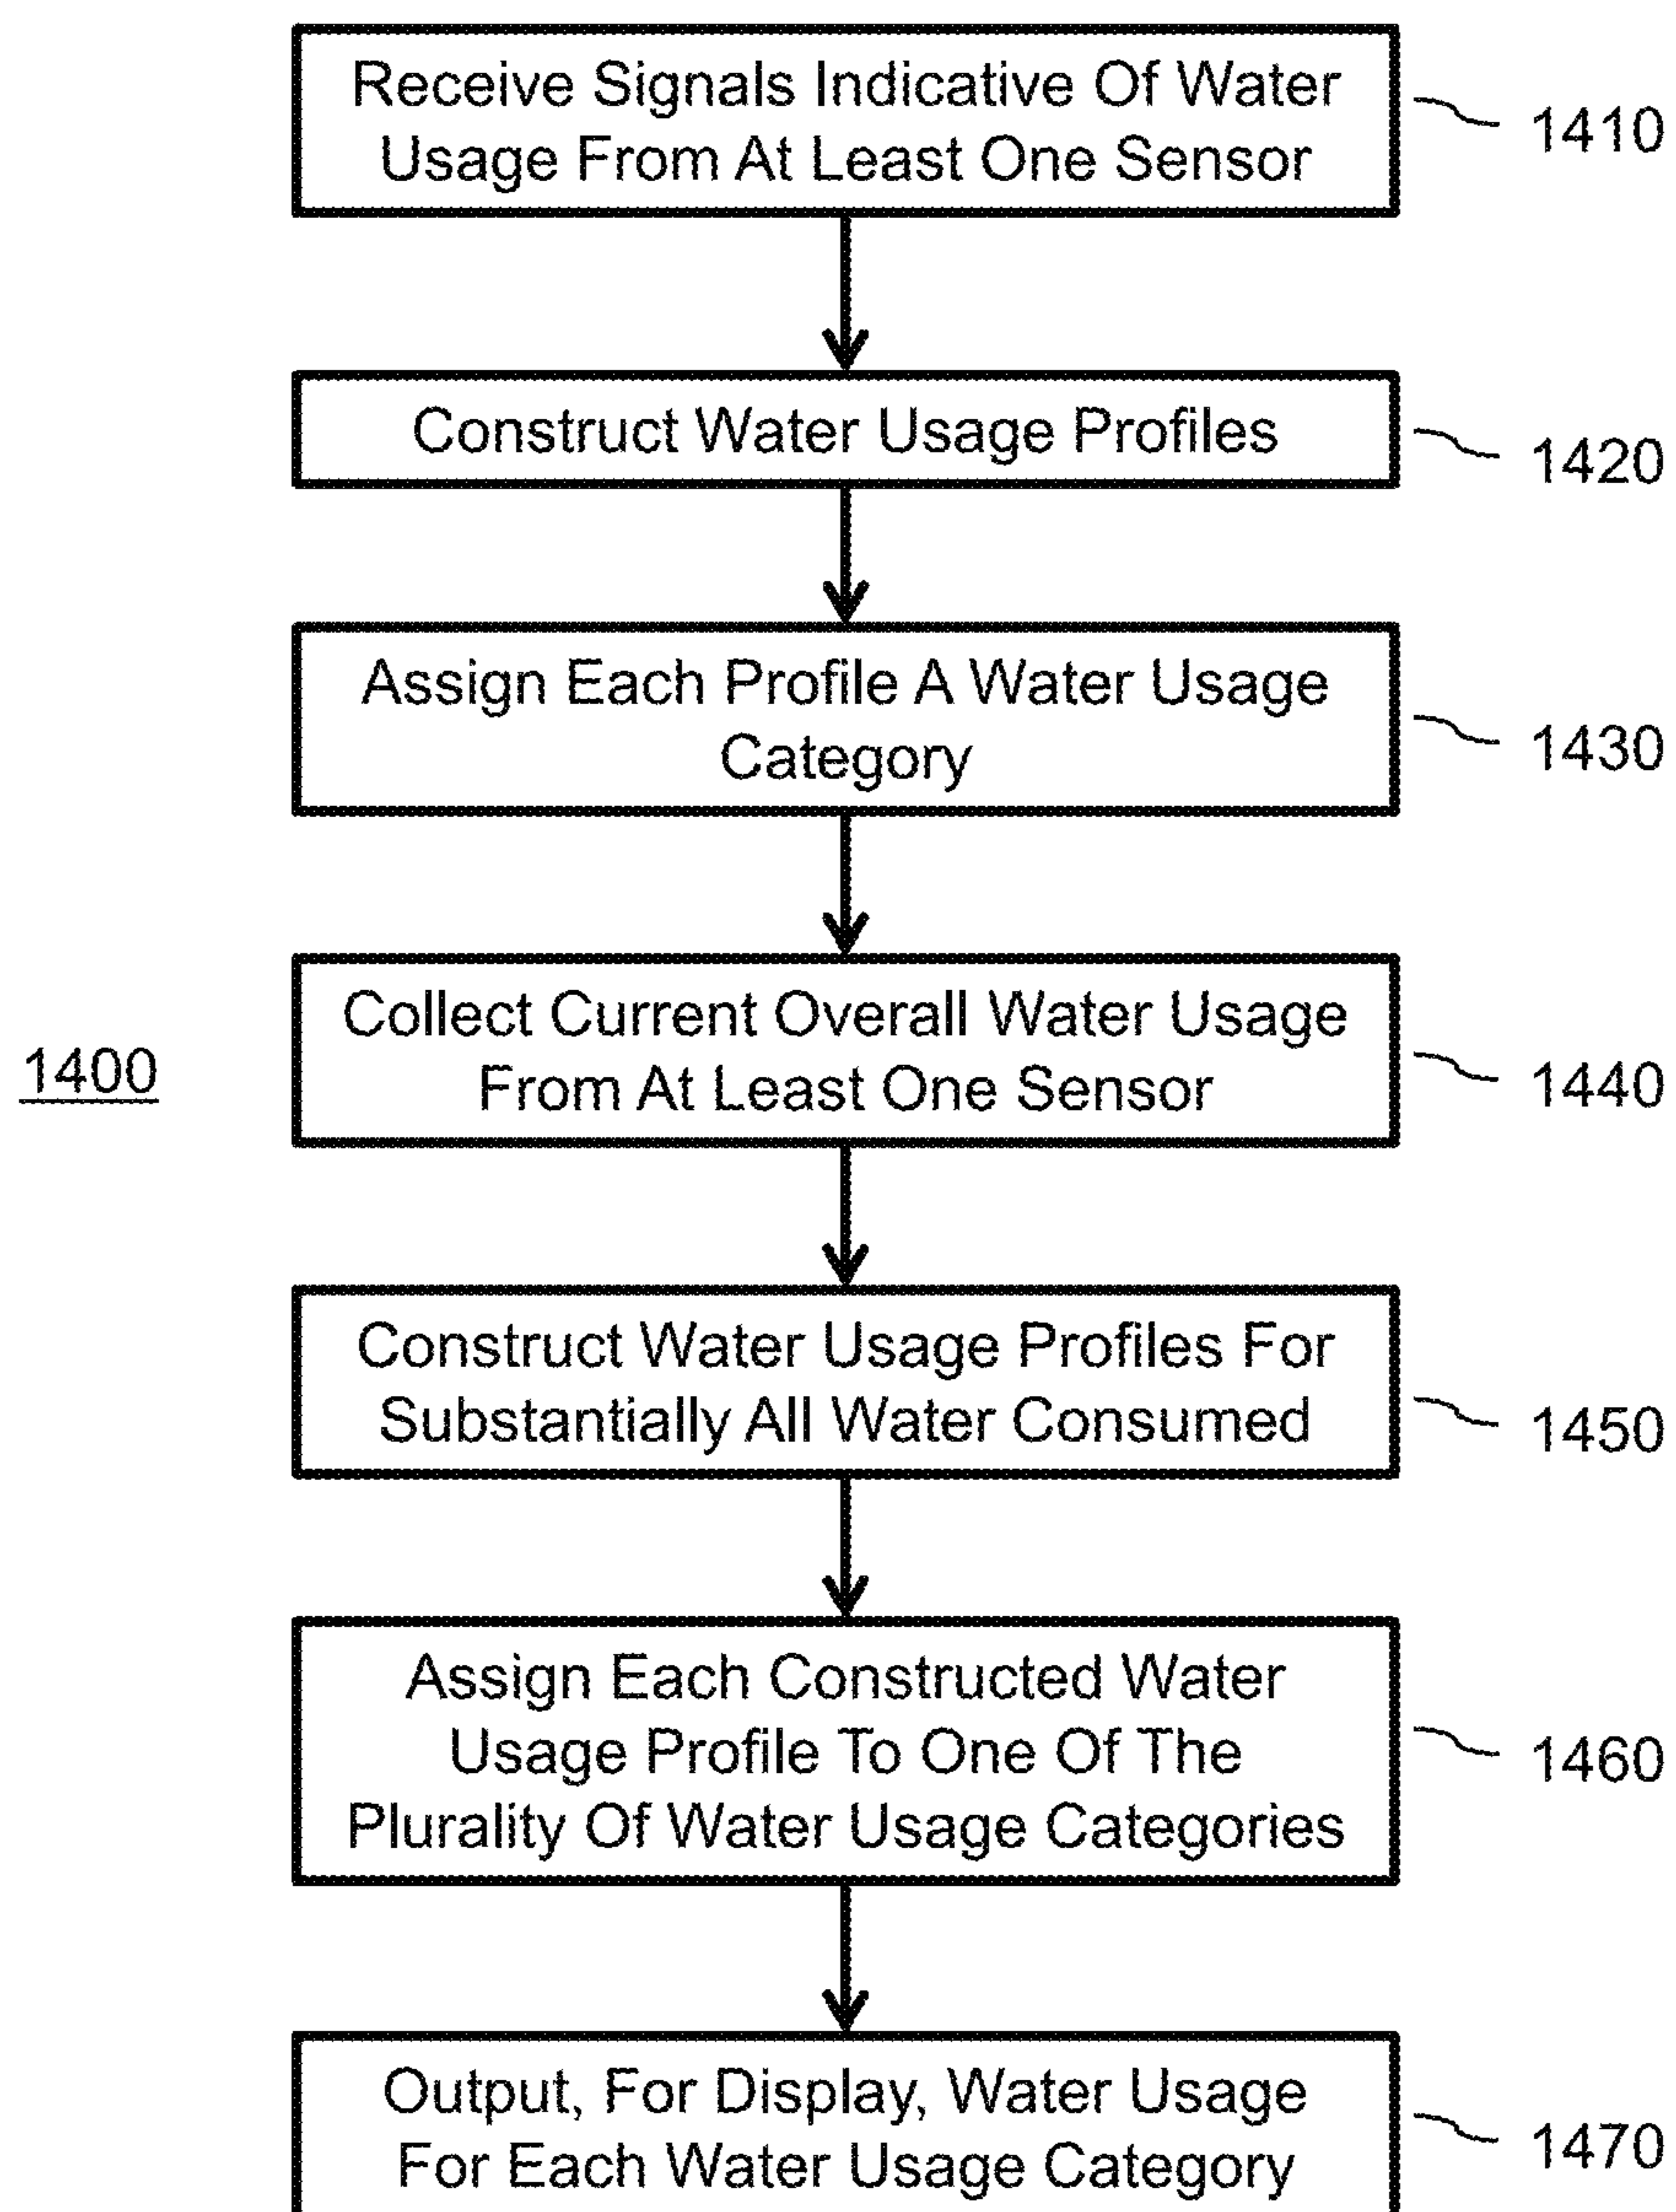 Receive Signals Indicative Of Water
Usage From At Least One Sensor
1410
Construct Water Usage Profiles
1420
Assign Each Profile A Water Usage
Category
1430
Collect Current Overall Water Usage
From At Least One Sensor
1440
1400
Construct Water Usage Profiles For
Substantially All Water Consumed
1450
Assign Each Constructed Water
Usage Profile To One Of The
Plurality Of Water Usage Categories
1460
Output, For Display, Water Usage
For Each Water Usage Category
1470